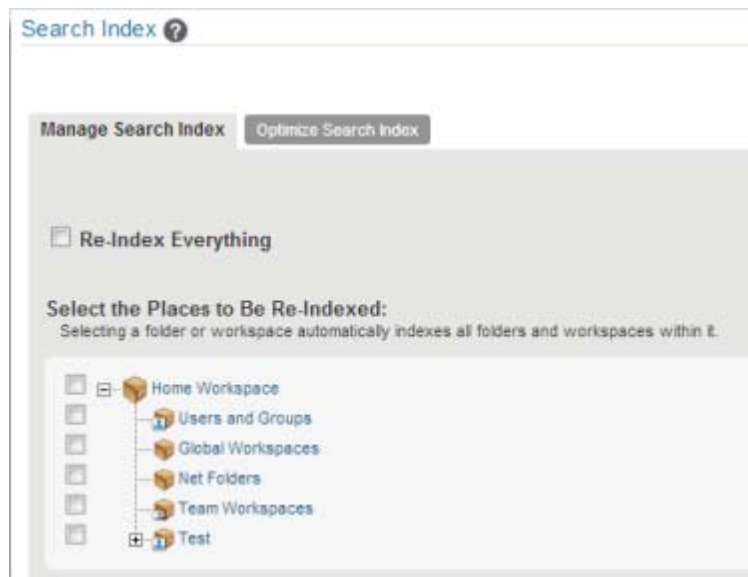 Search Index ?
Manage Search Index Optimize Search Index
Re-Index Everything
Select the Places to Be Re-Indexed:
Selecting a folder or workspace automatically indexes all folders and workspaces within it.
Home Workspace
Users and Groups
Global Workspaces
Net Folders
Team Workspaces
Test